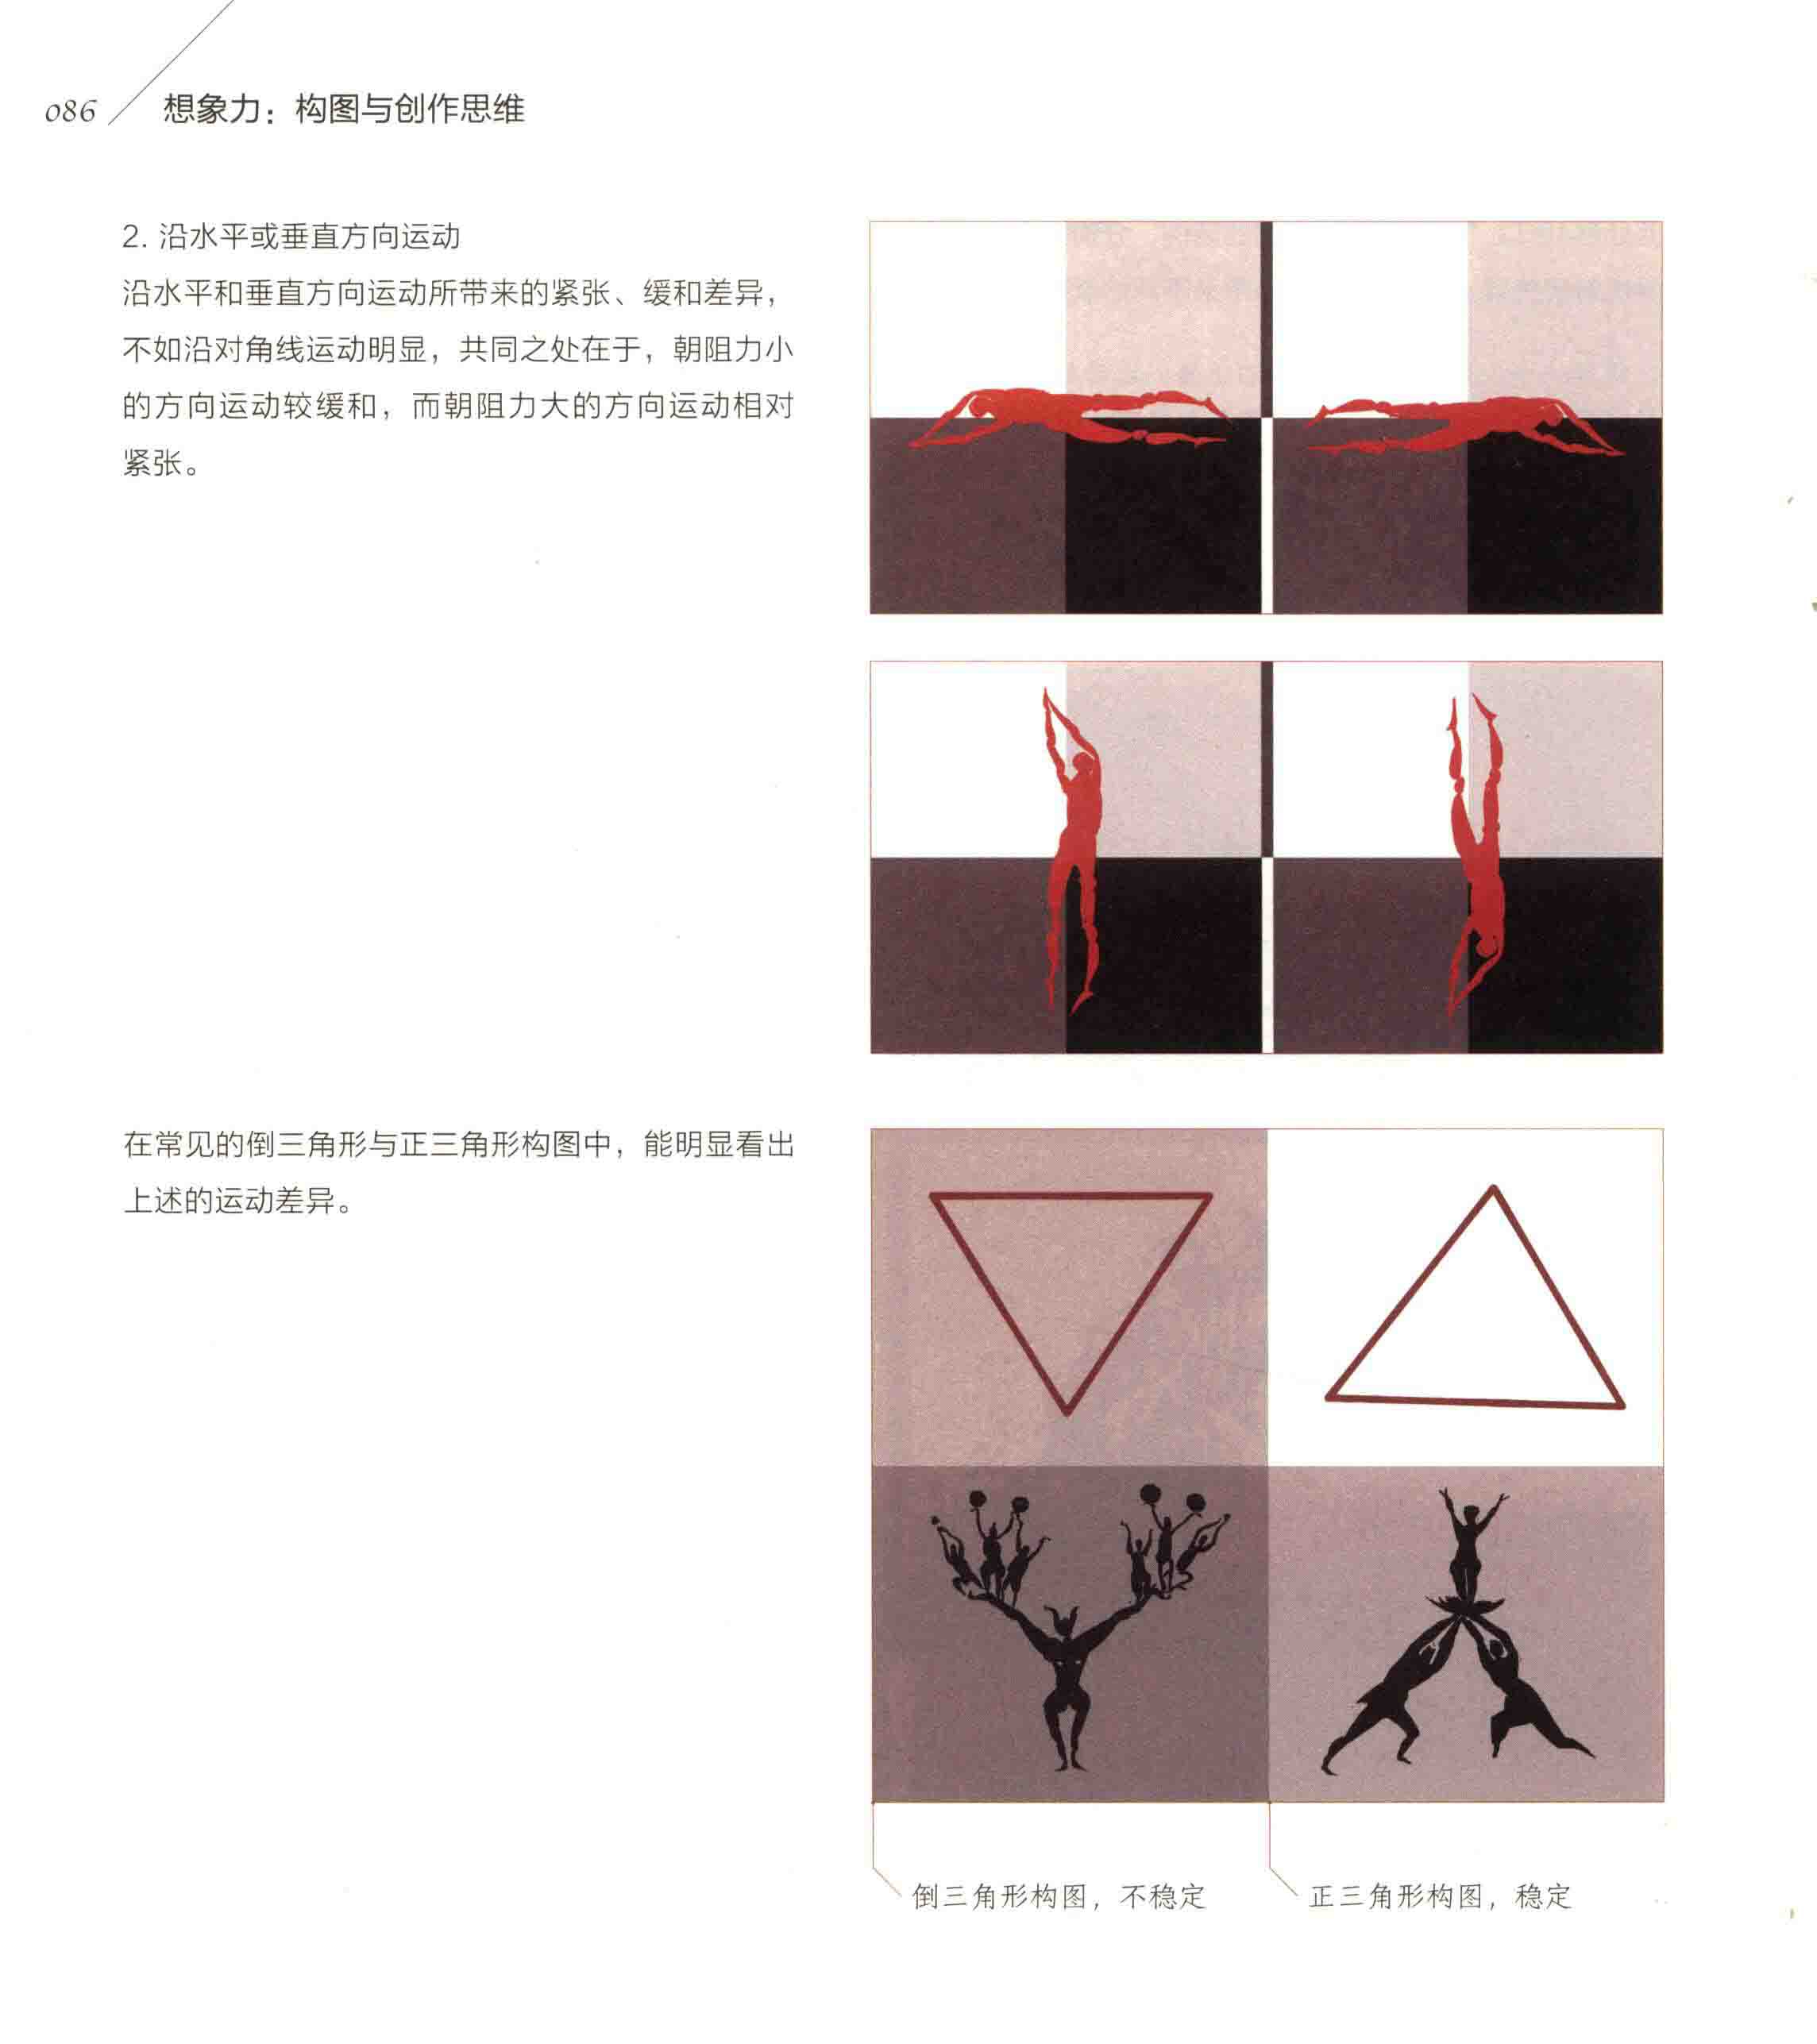 086
想象力：构图与创作思维
2. 沿水平或垂直方向运动
沿水平和垂直方向运动所带来的紧张、缓和差异，
不如沿对角线运动明显，共同之处在于，朝阻力小
的方向运动较缓和，而朝阻力大的方向运动相对
紧张。
在常见的倒三角形与正三角形构图中，能明显看出
上述的运动差异。
倒三角形构图，不稳定
正三角形构图，稳定